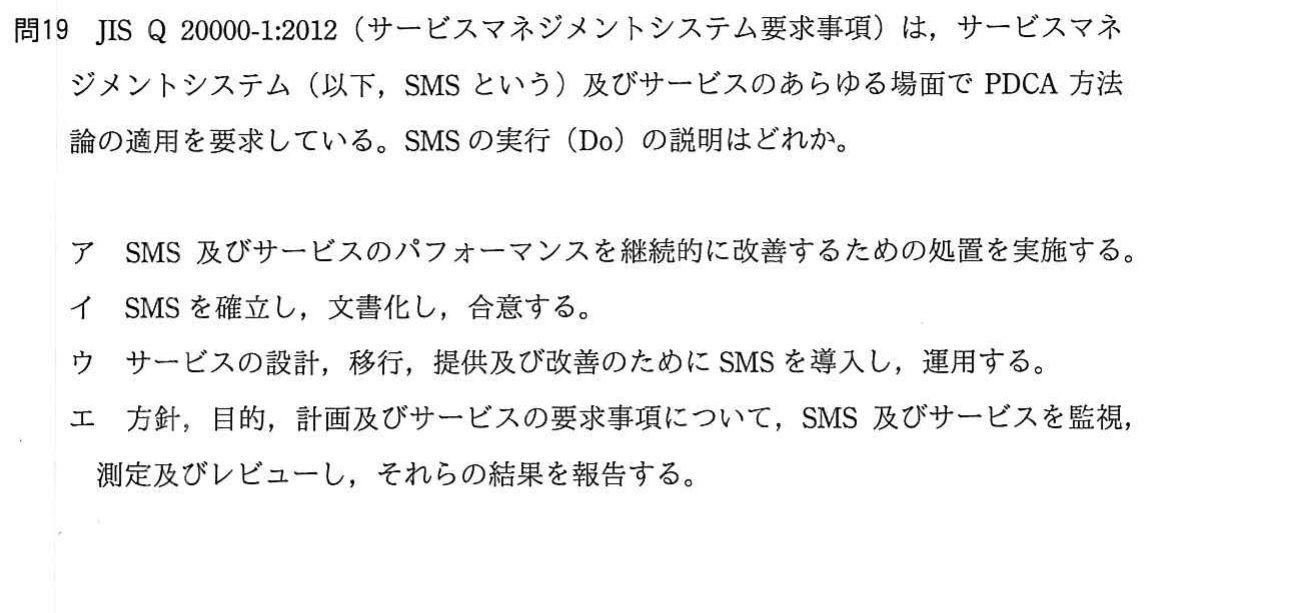 問19 JIS Q 20000-1:2012（サービスマネジメントシステム要求事項）は，サービスマネ
ジメントシステム（以下，SMS という）及びサービスのあらゆる場面で PDCA 方法
論の適用を要求している。SMS の実行（Do）の説明はどれか。
ア SMS 及びサービスのパフォーマンスを継続的に改善するための処置を実施する。
イ SMS を確立し，文書化し，合意する。
ウ サービスの設計，移行，提供及び改善のために SMS を導入し，運用する。
エ 方針，目的，計画及びサービスの要求事項について，SMS 及びサービスを監視，
測定及びレビューし，それらの結果を報告する。